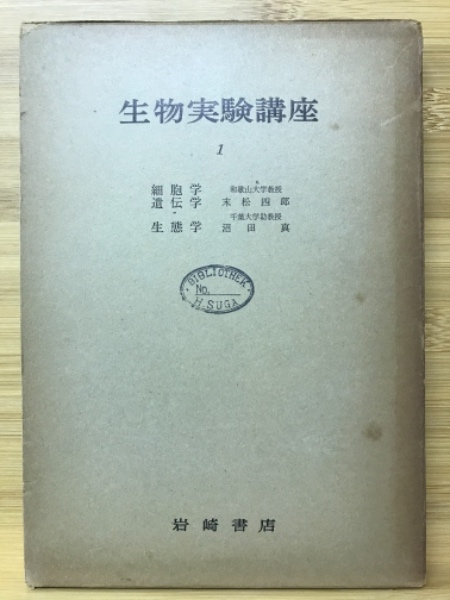 生物実験講座
1
細胞学 和歌山大学教授
遺伝学 末松四郎
千葉大学助教授
生態学 沼田真
BIBLIOTHEK
No.
H.SUGA
岩崎書店